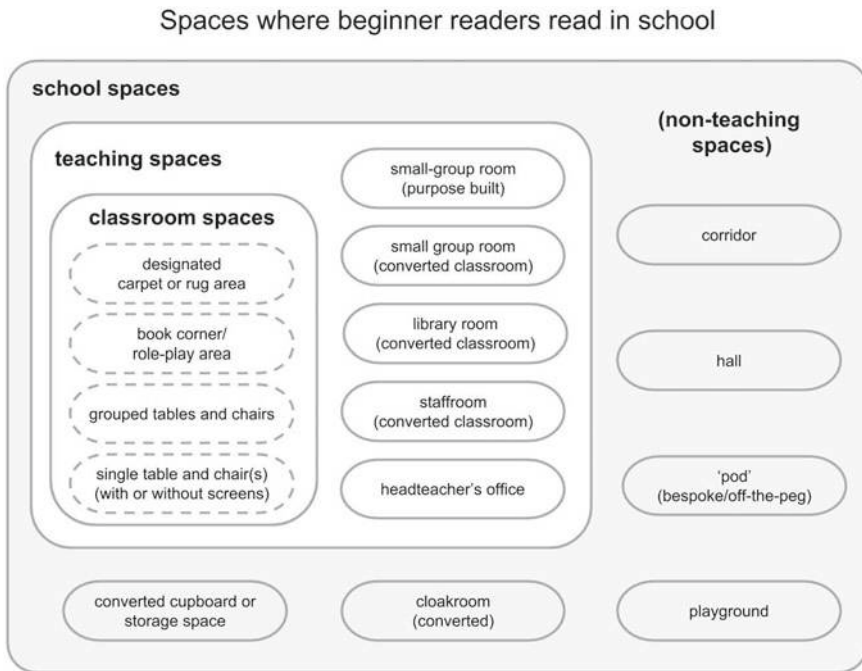 Spaces where beginner readers read in school
school spaces
(non-teaching
spaces)
teaching spaces
classroom spaces
designated
carpet or rug area
book corner/
role-play area
grouped tables and chairs
single table and chair(s)
(with or without screens)
small-group room
(purpose built)
small group room
(converted classroom)
library room
(converted classroom)
staffroom
(converted classroom)
headteacher's office
corridor
hall
‘pod’
(bespoke/off-the-peg)
converted cupboard or
storage space
cloakroom
(converted)
playground